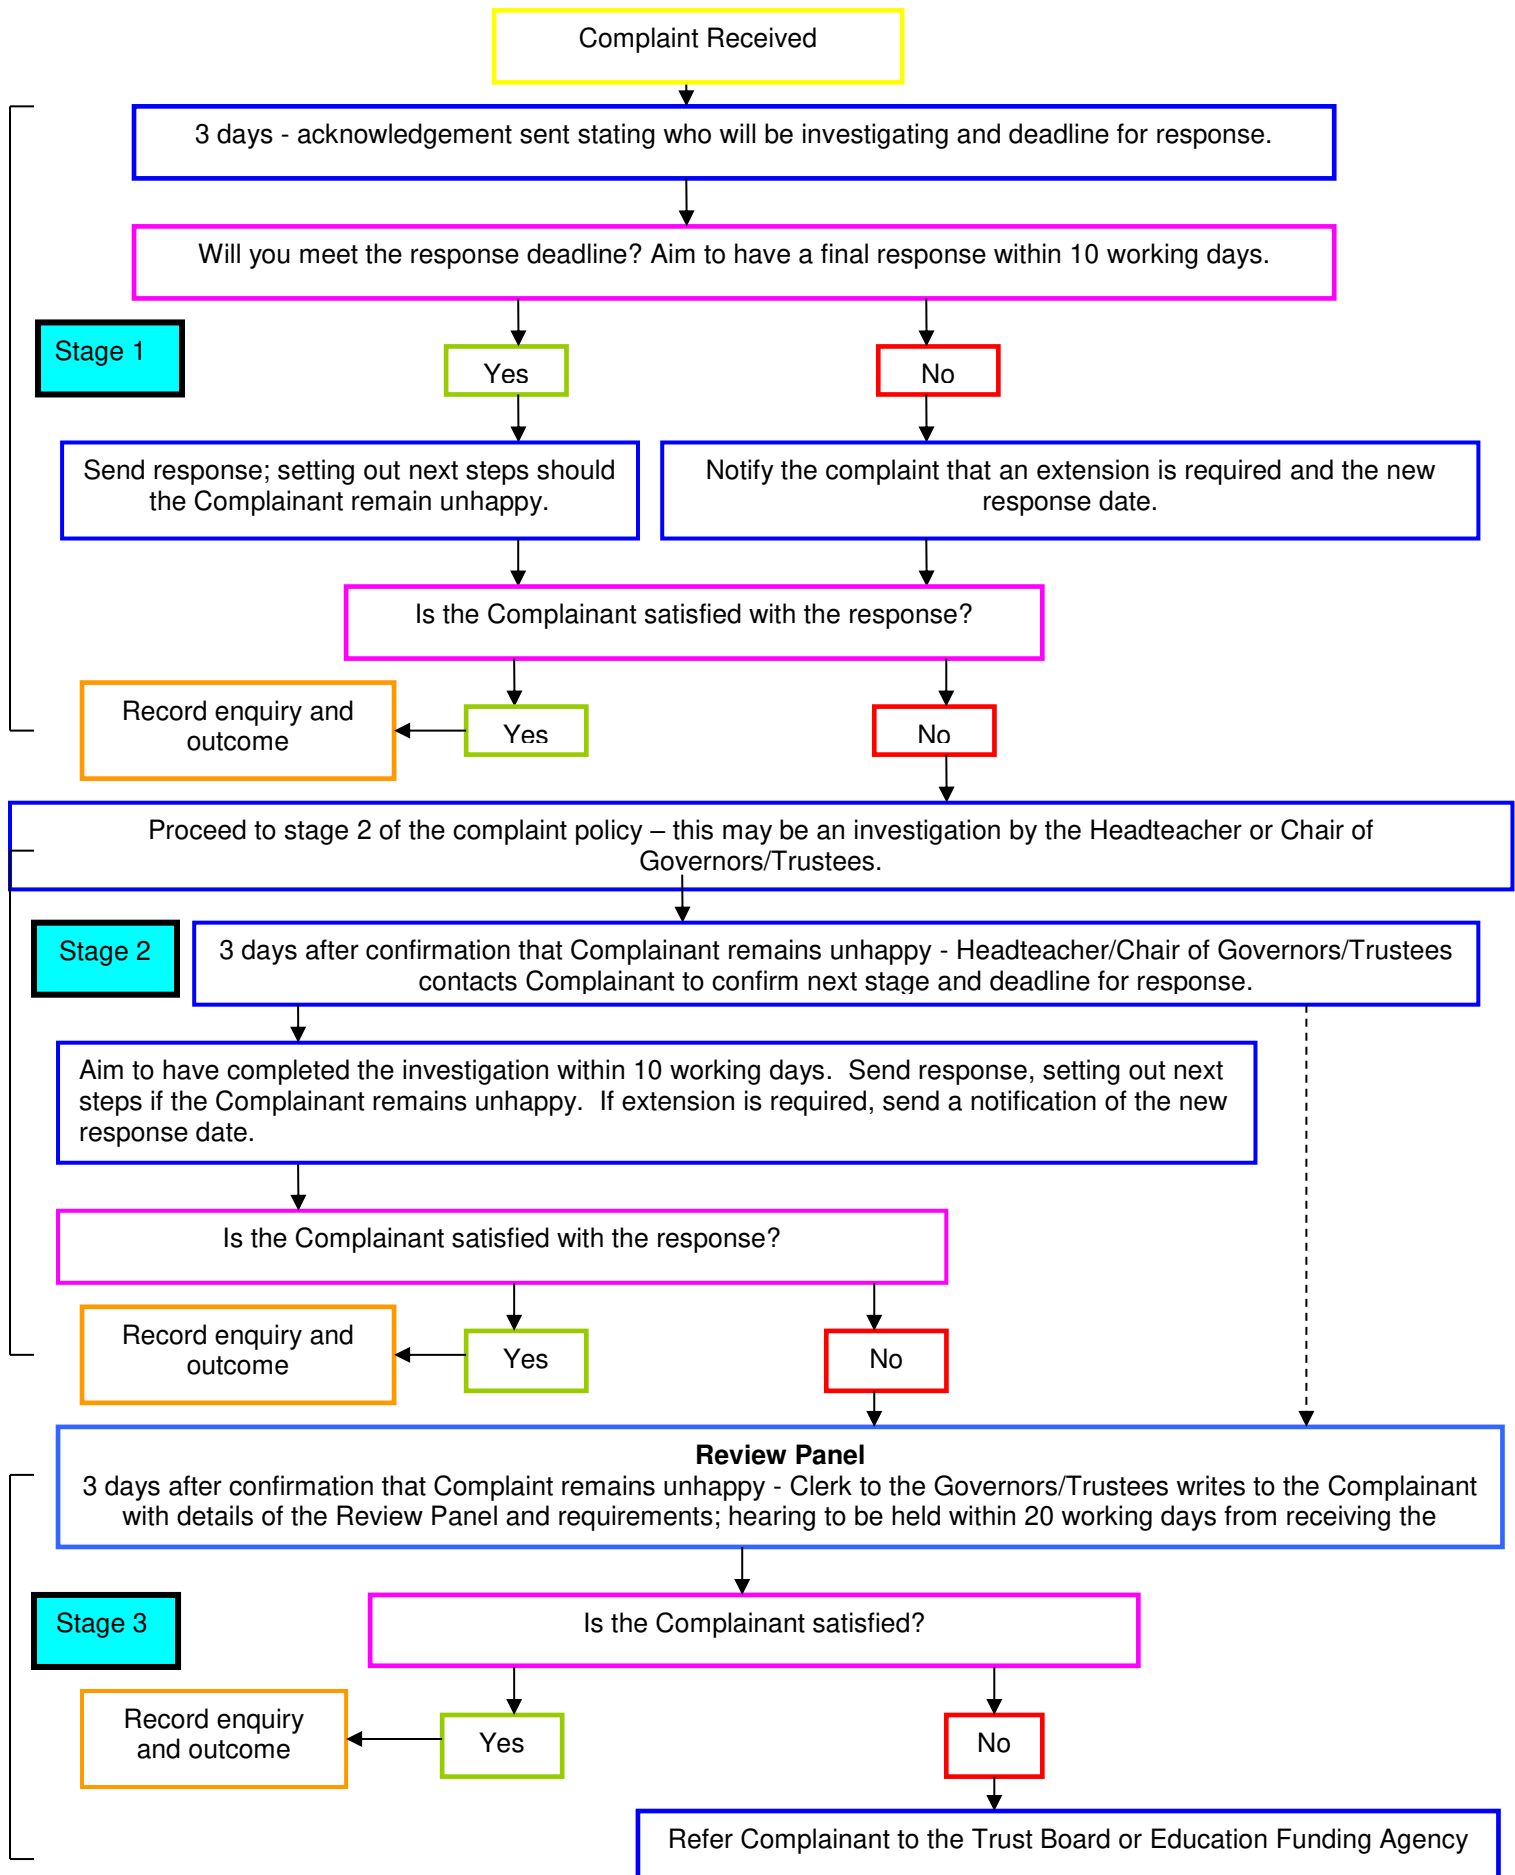 Complaint Received
3 days - acknowledgement sent stating who will be investigating and deadline for response.
Will you meet the response deadline? Aim to have a final response within 10 working days.
Stage 1
Yes
No
Send response; setting out next steps should
the Complainant remain unhappy.
Notify the complaint that an extension is required and the new
response date.
Is the Complainant satisfied with the response?
Record enquiry and
outcome
Yes
No
Proceed to stage 2 of the complaint policy – this may be an investigation by the Headteacher or Chair of
Governors/Trustees.
Stage 2
3 days after confirmation that Complainant remains unhappy - Headteacher/Chair of Governors/Trustees
contacts Complainant to confirm next stage and deadline for response.
Aim to have completed the investigation within 10 working days.  Send response, setting out next
steps if the Complainant remains unhappy.  If extension is required, send a notification of the new
response date.
Is the Complainant satisfied with the response?
Record enquiry and
outcome
Yes
No
Review Panel
3 days after confirmation that Complaint remains unhappy - Clerk to the Governors/Trustees writes to the Complainant
with details of the Review Panel and requirements; hearing to be held within 20 working days from receiving the
Stage 3
Is the Complainant satisfied?
Record enquiry
and outcome
Yes
No
Refer Complainant to the Trust Board or Education Funding Agency